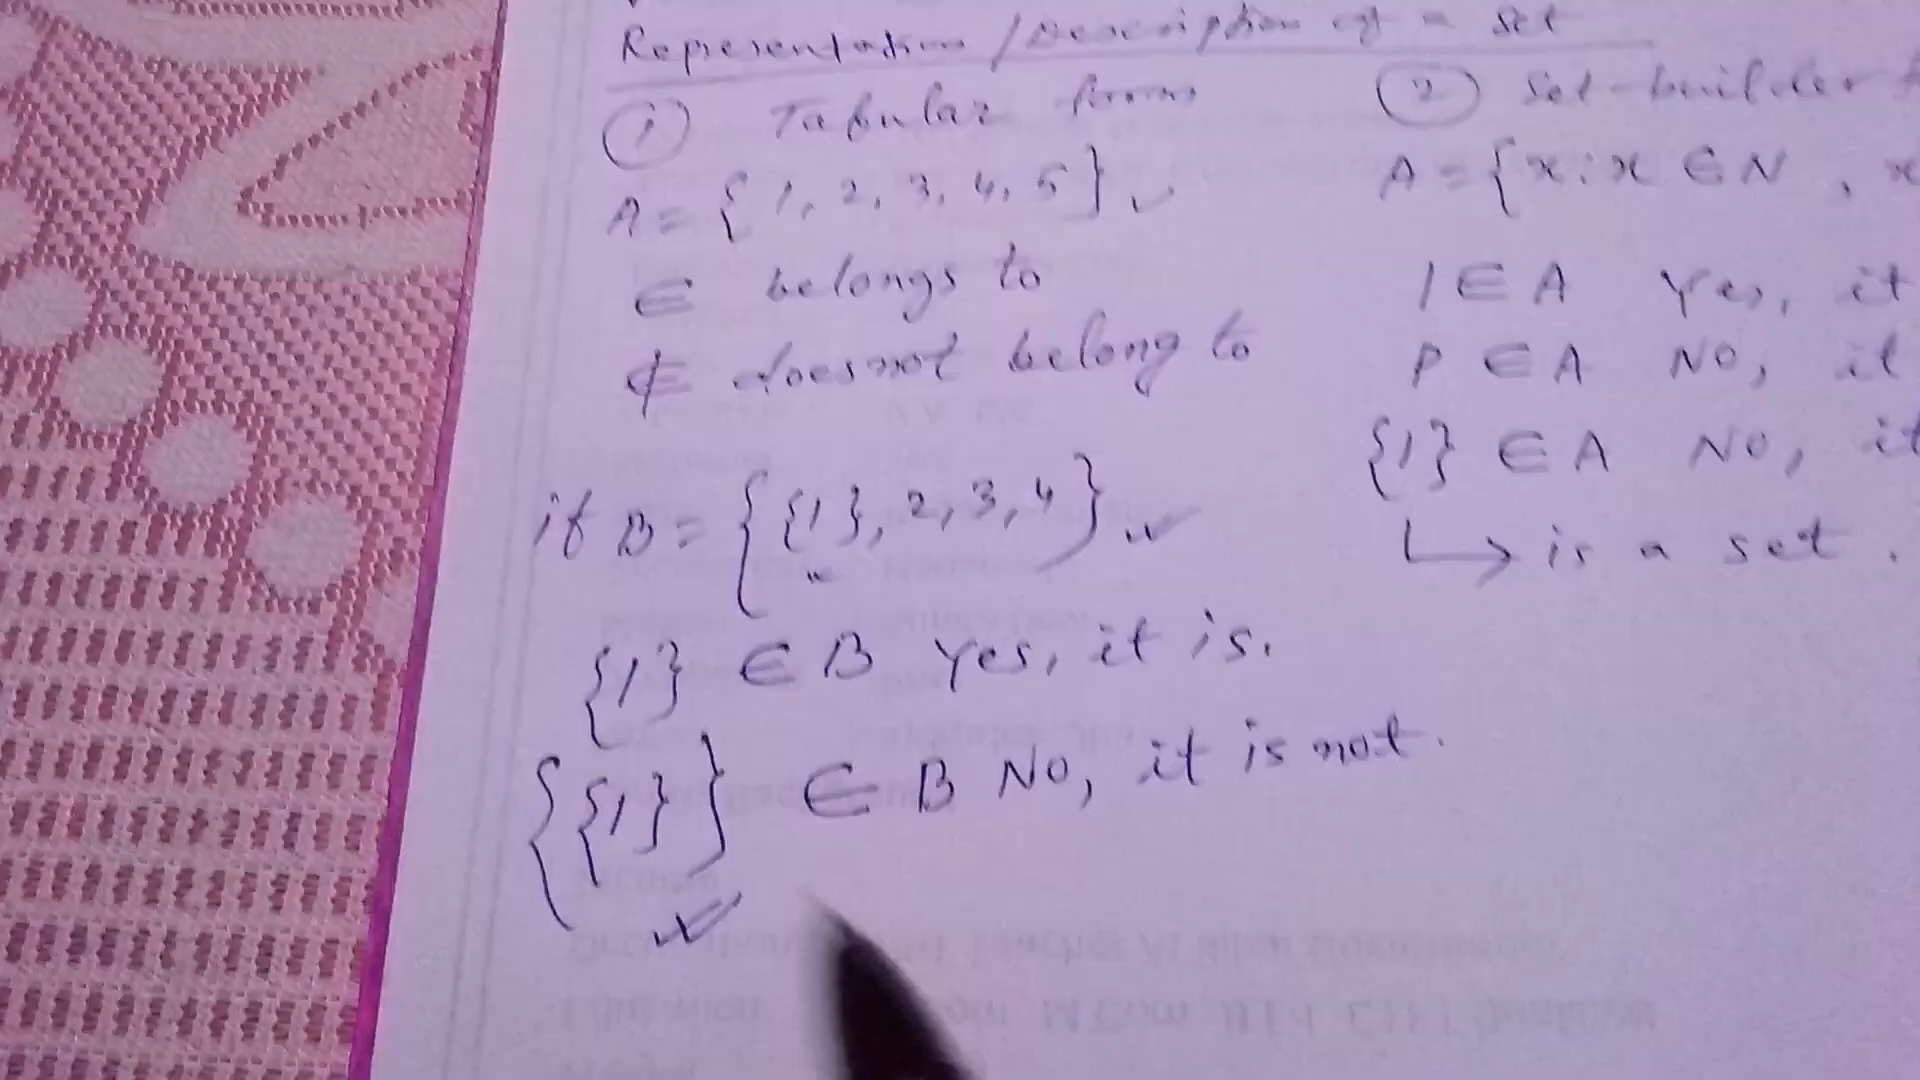 Representation/Description of a set
① Tabular form
A = {1, 2, 3, 4, 5} ✓
∈ belongs to
∉ does not belong to
if B = {{1}, 2, 3, 4} ✓
{1} ∈ B Yes, it is.
{{1}} ∈ B No, it is not.
② Set-builder
A = {x : x ∈ N , x
1 ∈ A Yes, it
P ∈ A NO, it
{1} ∈ A NO, it
↳ is a set.